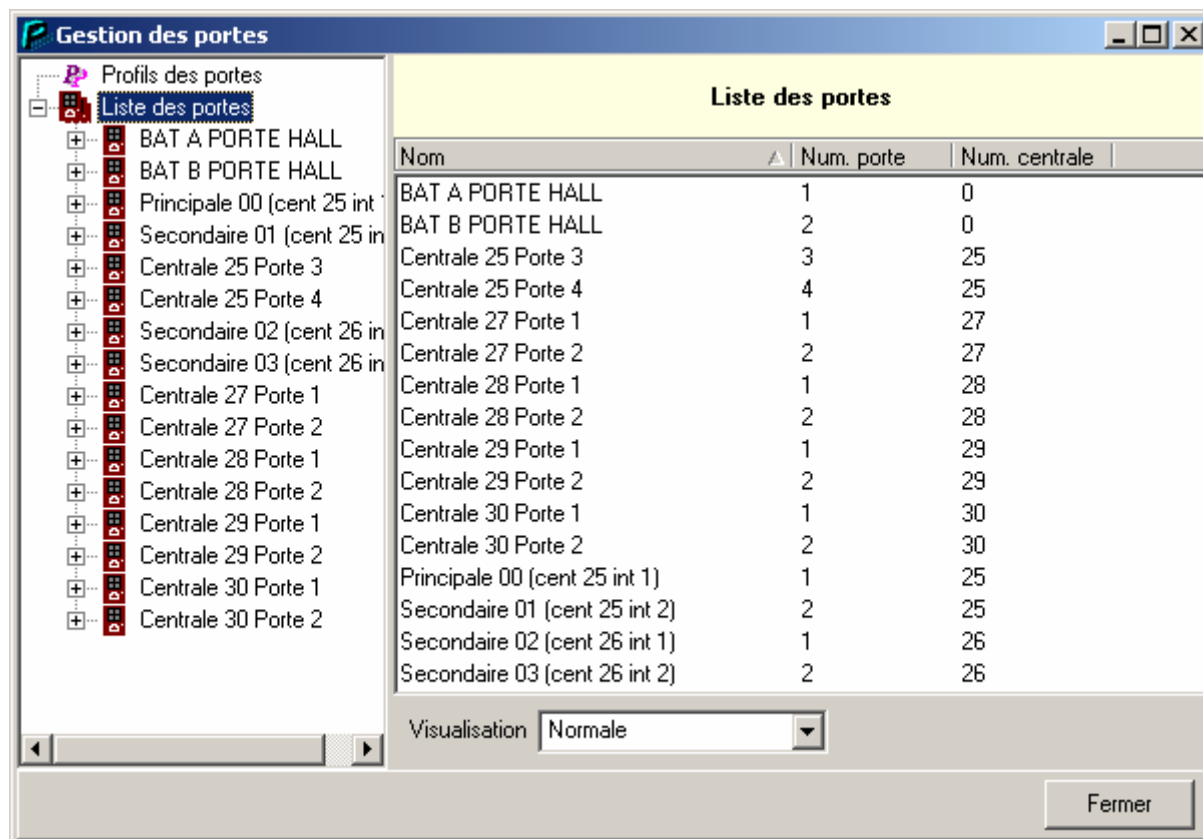 Gestion des portes
Profils des portes
Liste des portes
BAT A PORTE HALL
BAT B PORTE HALL
Principale 00 (cent 25 int
Secondaire 01 (cent 25 in
Centrale 25 Porte 3
Centrale 25 Porte 4
Secondaire 02 (cent 26 in
Secondaire 03 (cent 26 in
Centrale 27 Porte 1
Centrale 27 Porte 2
Centrale 28 Porte 1
Centrale 28 Porte 2
Centrale 29 Porte 1
Centrale 29 Porte 2
Centrale 30 Porte 1
Centrale 30 Porte 2
Liste des portes
Nom Num. porte Num. centrale
BAT A PORTE HALL 1 0
BAT B PORTE HALL 2 0
Centrale 25 Porte 3 3 25
Centrale 25 Porte 4 4 25
Centrale 27 Porte 1 1 27
Centrale 27 Porte 2 2 27
Centrale 28 Porte 1 1 28
Centrale 28 Porte 2 2 28
Centrale 29 Porte 1 1 29
Centrale 29 Porte 2 2 29
Centrale 30 Porte 1 1 30
Centrale 30 Porte 2 2 30
Principale 00 (cent 25 int 1) 1 25
Secondaire 01 (cent 25 int 2) 2 25
Secondaire 02 (cent 26 int 1) 1 26
Secondaire 03 (cent 26 int 2) 2 26
Visualisation Normale
Fermer